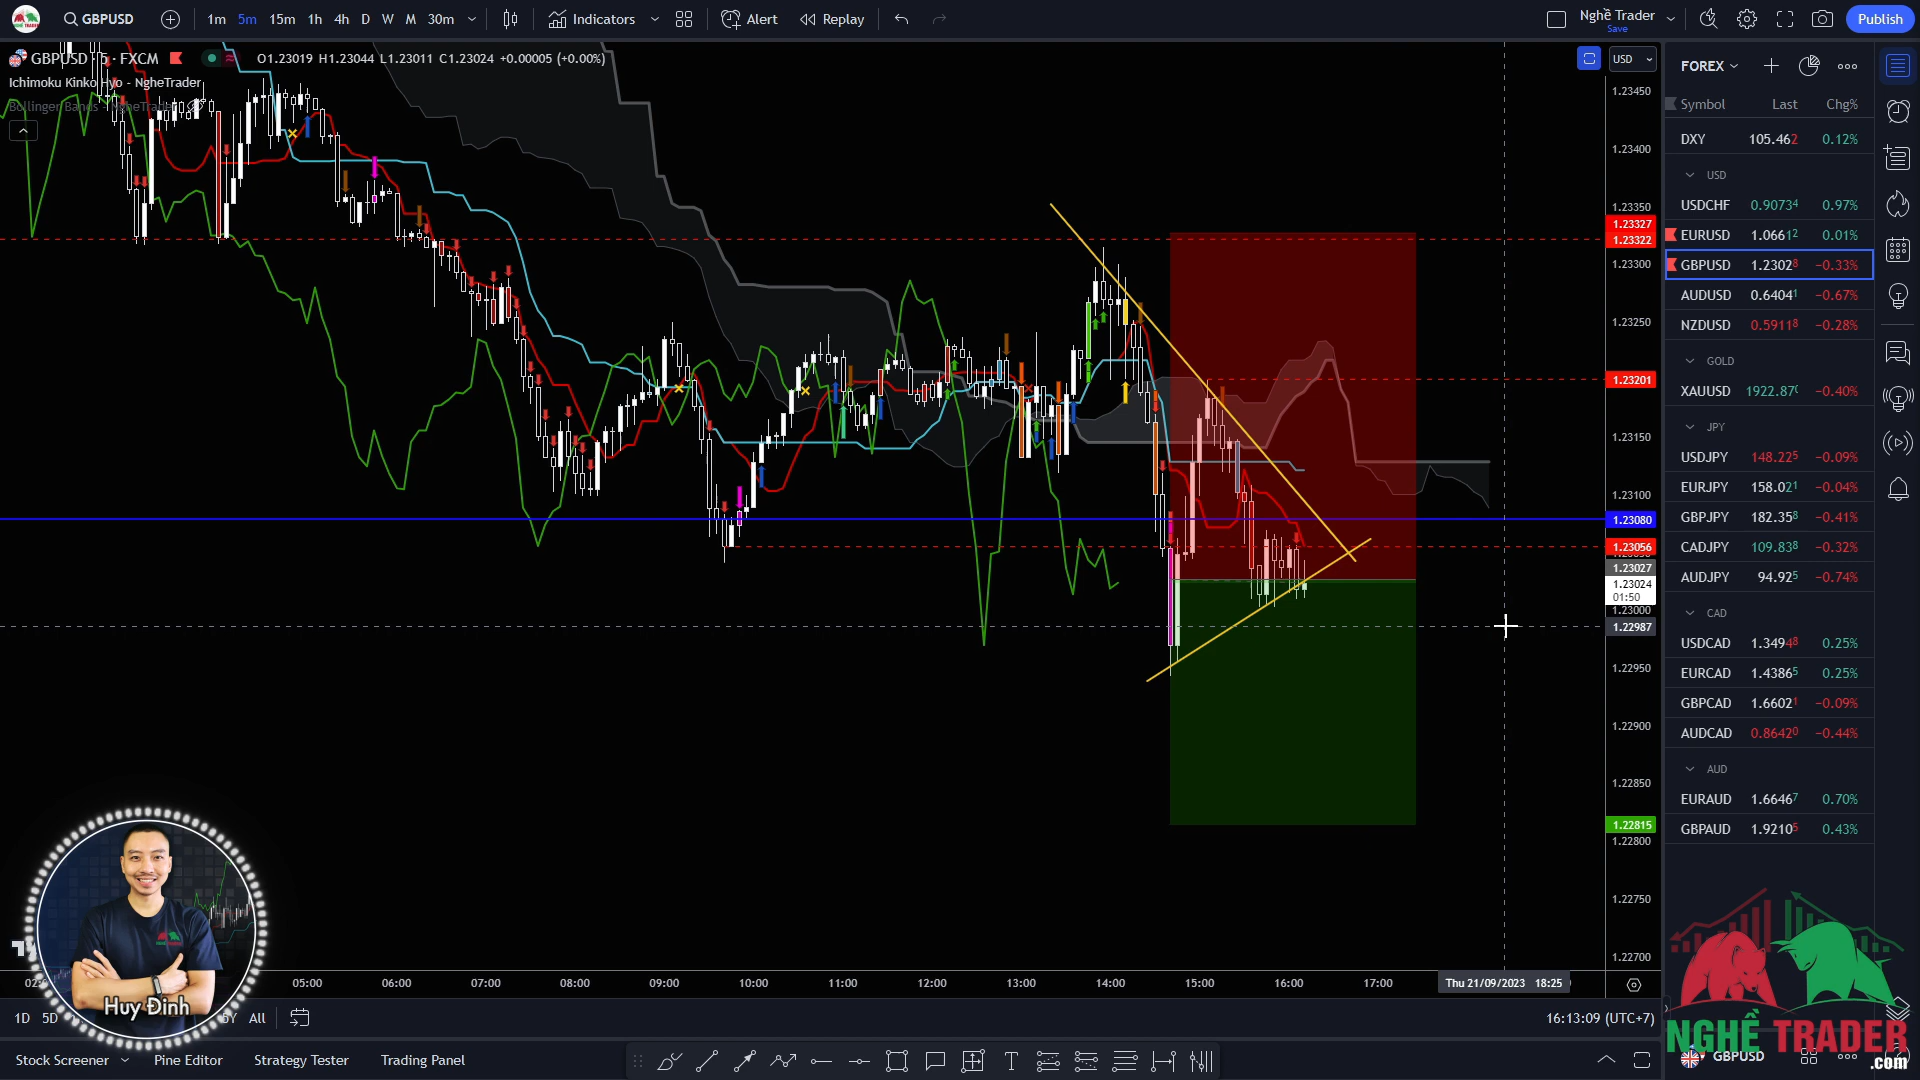 GBPUSD 1m 5m 15m 1h 4h D W M 30m Indicators Alert Replay Nghề Trader Save Publish
GBPUSD · 5 · FXCM O1.23019 H1.23044 L1.23011 C1.23024 +0.00005 (+0.00%)
Ichimoku Kinko Hyo - NgheTrader
Bollinger Bands - NgheTrader
USD
1.23450
1.23400
1.23350
1.23327
1.23322
1.23300
1.23250
1.23201
1.23150
1.23100
1.23080
1.23056
1.23027
1.23024
01:50
1.23000
1.22987
1.22950
1.22900
1.22850
1.22815
1.22800
1.22750
1.22700
FOREX
Symbol Last Chg%
DXY 105.462 0.12%
USD
USDCHF 0.90734 0.97%
EURUSD 1.06612 0.01%
GBPUSD 1.23028 −0.33%
AUDUSD 0.64041 −0.67%
NZDUSD 0.59118 −0.28%
GOLD
XAUUSD 1922.870 −0.40%
JPY
USDJPY 148.225 −0.09%
EURJPY 158.021 −0.04%
GBPJPY 182.358 −0.41%
CADJPY 109.838 −0.32%
AUDJPY 94.925 −0.74%
CAD
USDCAD 1.34948 0.25%
EURCAD 1.43865 0.25%
GBPCAD 1.66021 −0.09%
AUDCAD 0.86420 −0.44%
AUD
EURAUD 1.66467 0.70%
GBPAUD 1.92105 0.43%
05:00 06:00 07:00 08:00 09:00 10:00 11:00 12:00 13:00 14:00 15:00 16:00 17:00 Thu 21/09/2023 18:25
Huy Đinh
1D 5D 5Y All 16:13:09 (UTC+7)
Stock Screener Pine Editor Strategy Tester Trading Panel
NGHỀ TRADER
.com
GBPUSD